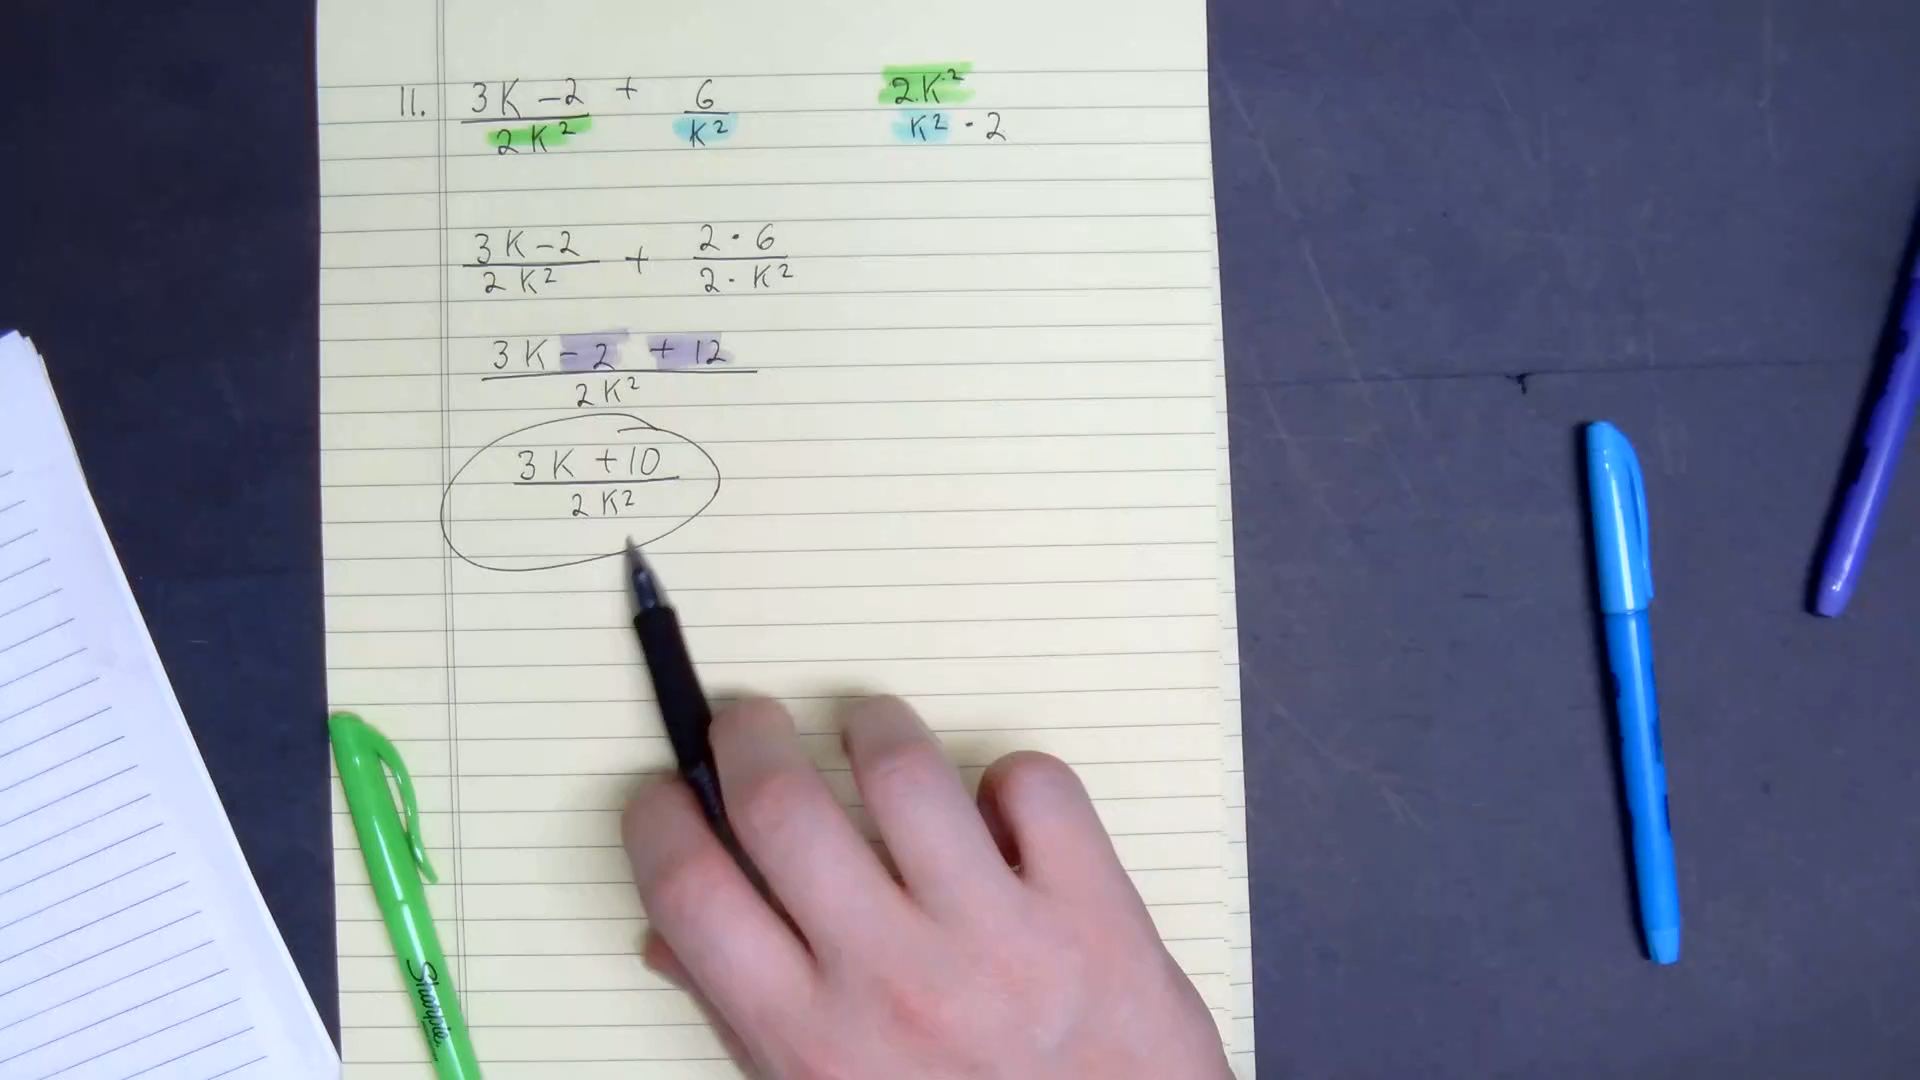 11. (3K - 2)/(2K²) + 6/K²
2K²
K² · 2
(3K - 2)/(2K²) + (2 · 6)/(2 · K²)
(3K - 2 + 12)/(2K²)
(3K + 10)/(2K²)
Sharpie.